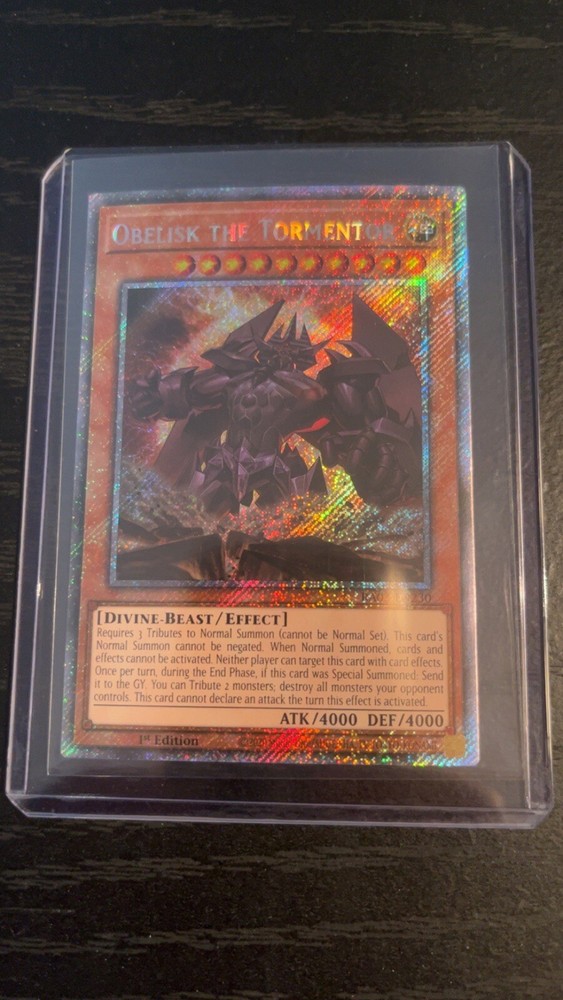 OBELISK THE TORMENTOR
[DIVINE-BEAST/EFFECT]
Requires 3 Tributes to Normal Summon (cannot be Normal Set). This card's
Normal Summon cannot be negated. When Normal Summoned, cards and
effects cannot be activated. Neither player can target this card with card effects.
Once per turn, during the End Phase, if this card was Special Summoned: Send
it to the GY. You can Tribute 2 monsters; destroy all monsters your opponent
controls. This card cannot declare an attack the turn this effect is activated.
ATK/4000 DEF/4000
1st Edition